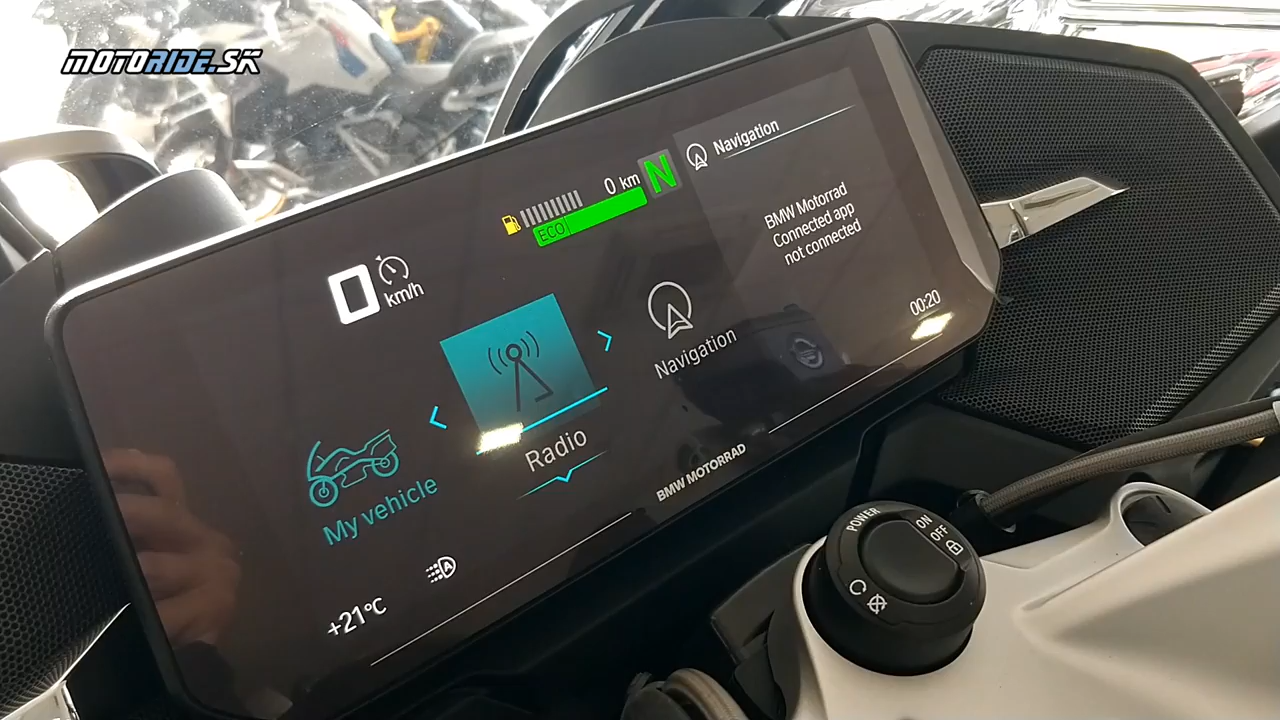 MOTORIDE.SK
0 km N
ECO
Navigation
BMW Motorrad
Connected app
not connected
0 km/h
Navigation
00:20
Radio
My vehicle
BMW MOTORRAD
A
+21°C
POWER
ON
OFF